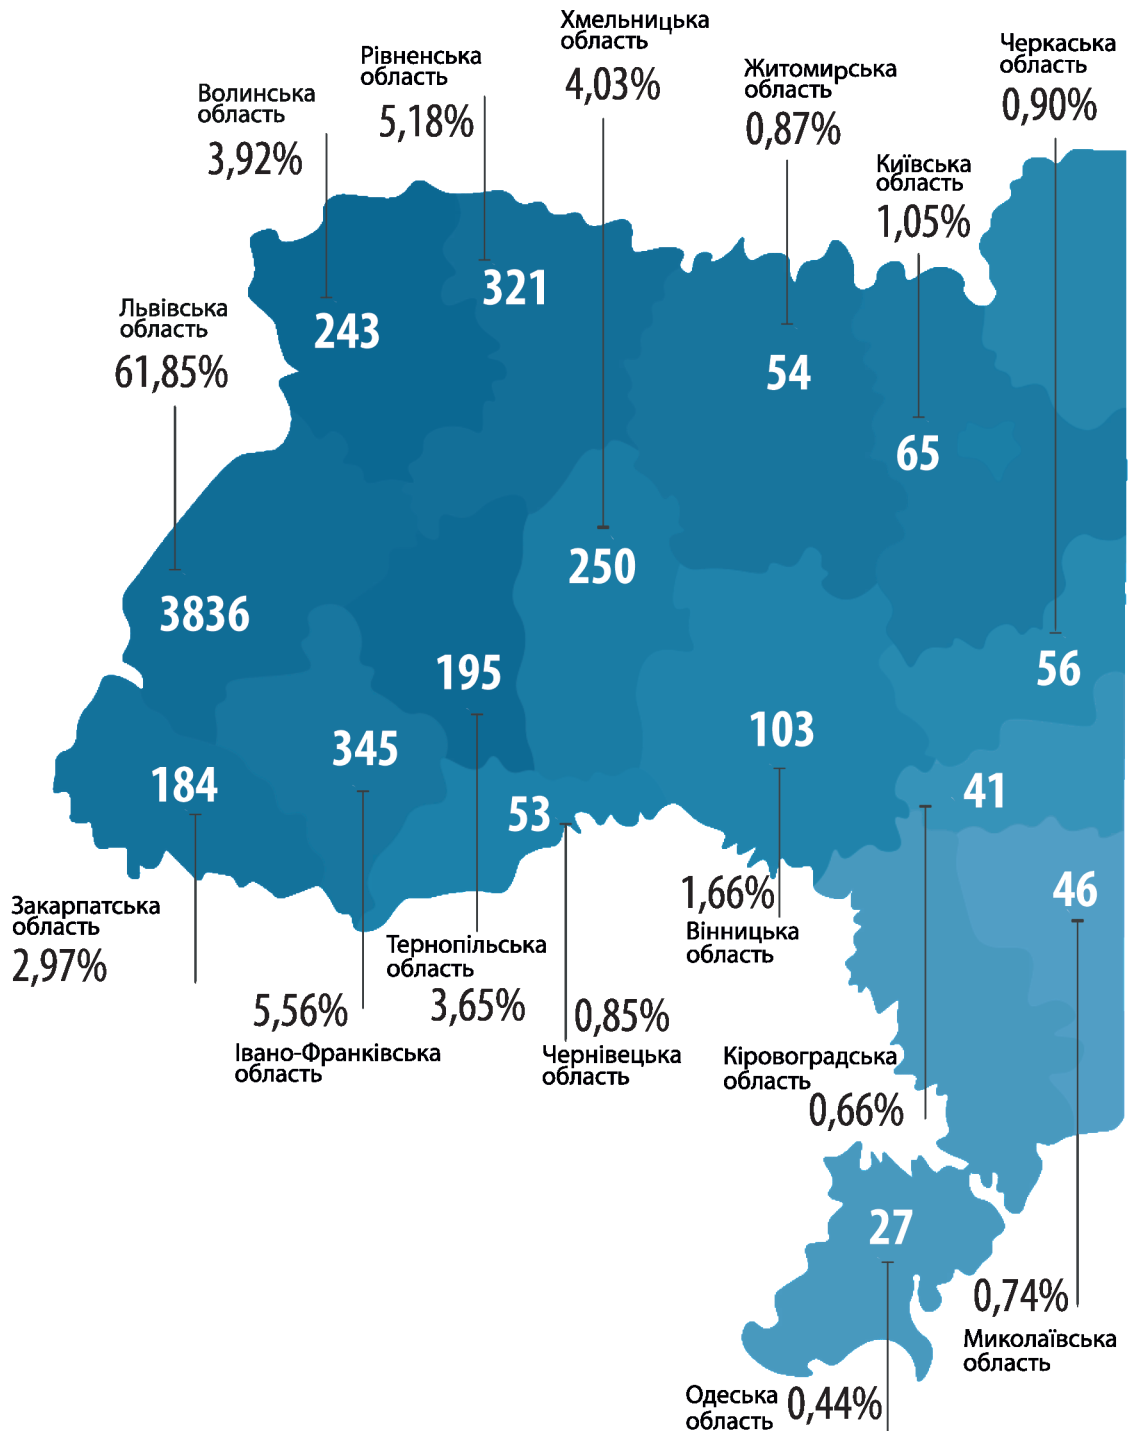 Хмельницька
область
4,03%
Рівненська
область
5,18%
Черкаська
область
0,90%
Житомирська
область
0,87%
Волинська
область
3,92%
Київська
область
1,05%
Львівська
область
61,85%
321
243
54
65
250
3836
195
56
103
345
184
53
41
46
Закарпатська
область
2,97%
1,66%
Вінницька
область
Тернопільська
область
3,65%
5,56%
Івано-Франківська
область
0,85%
Чернівецька
область
Кіровоградська
область
0,66%
27
0,74%
Миколаївська
область
Одеська
область
0,44%